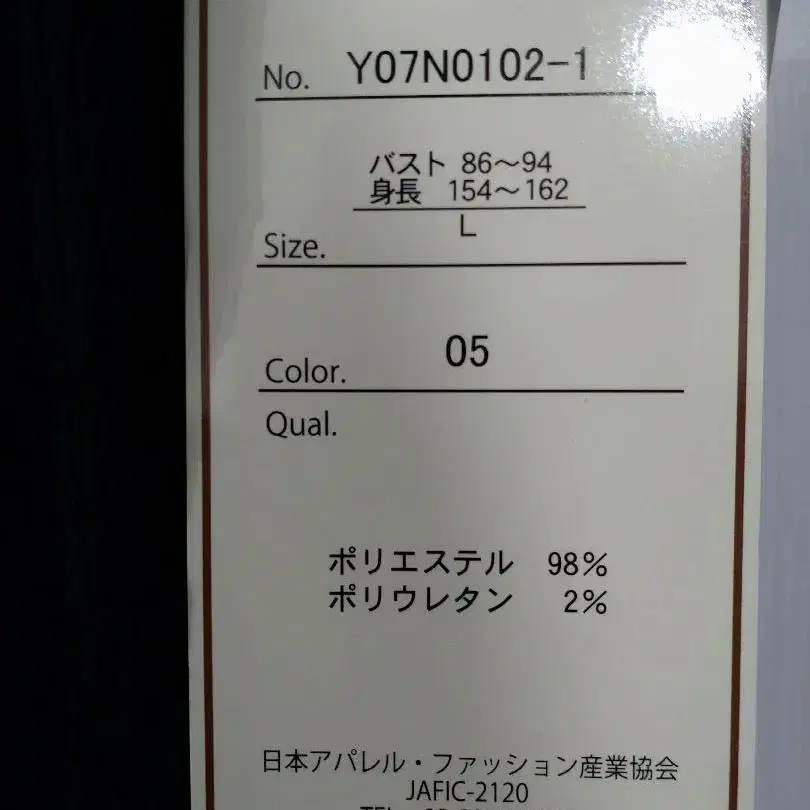 No. Y07N0102-1
バスト 86～94
身長 154～162
L
Size.
05
Color.
Qual.
ポリエステル 98%
ポリウレタン 2%
日本アパレル・ファッション産業協会
JAFIC-2120